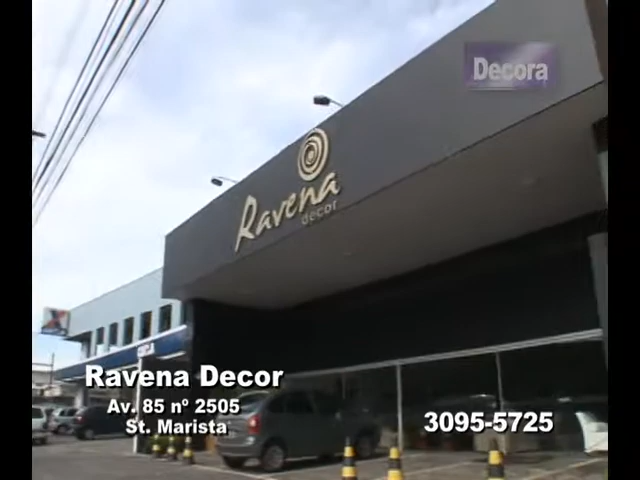 Decora
Ravena
decor
Ravena Decor
Av. 85 nº 2505
St. Marista
3095-5725